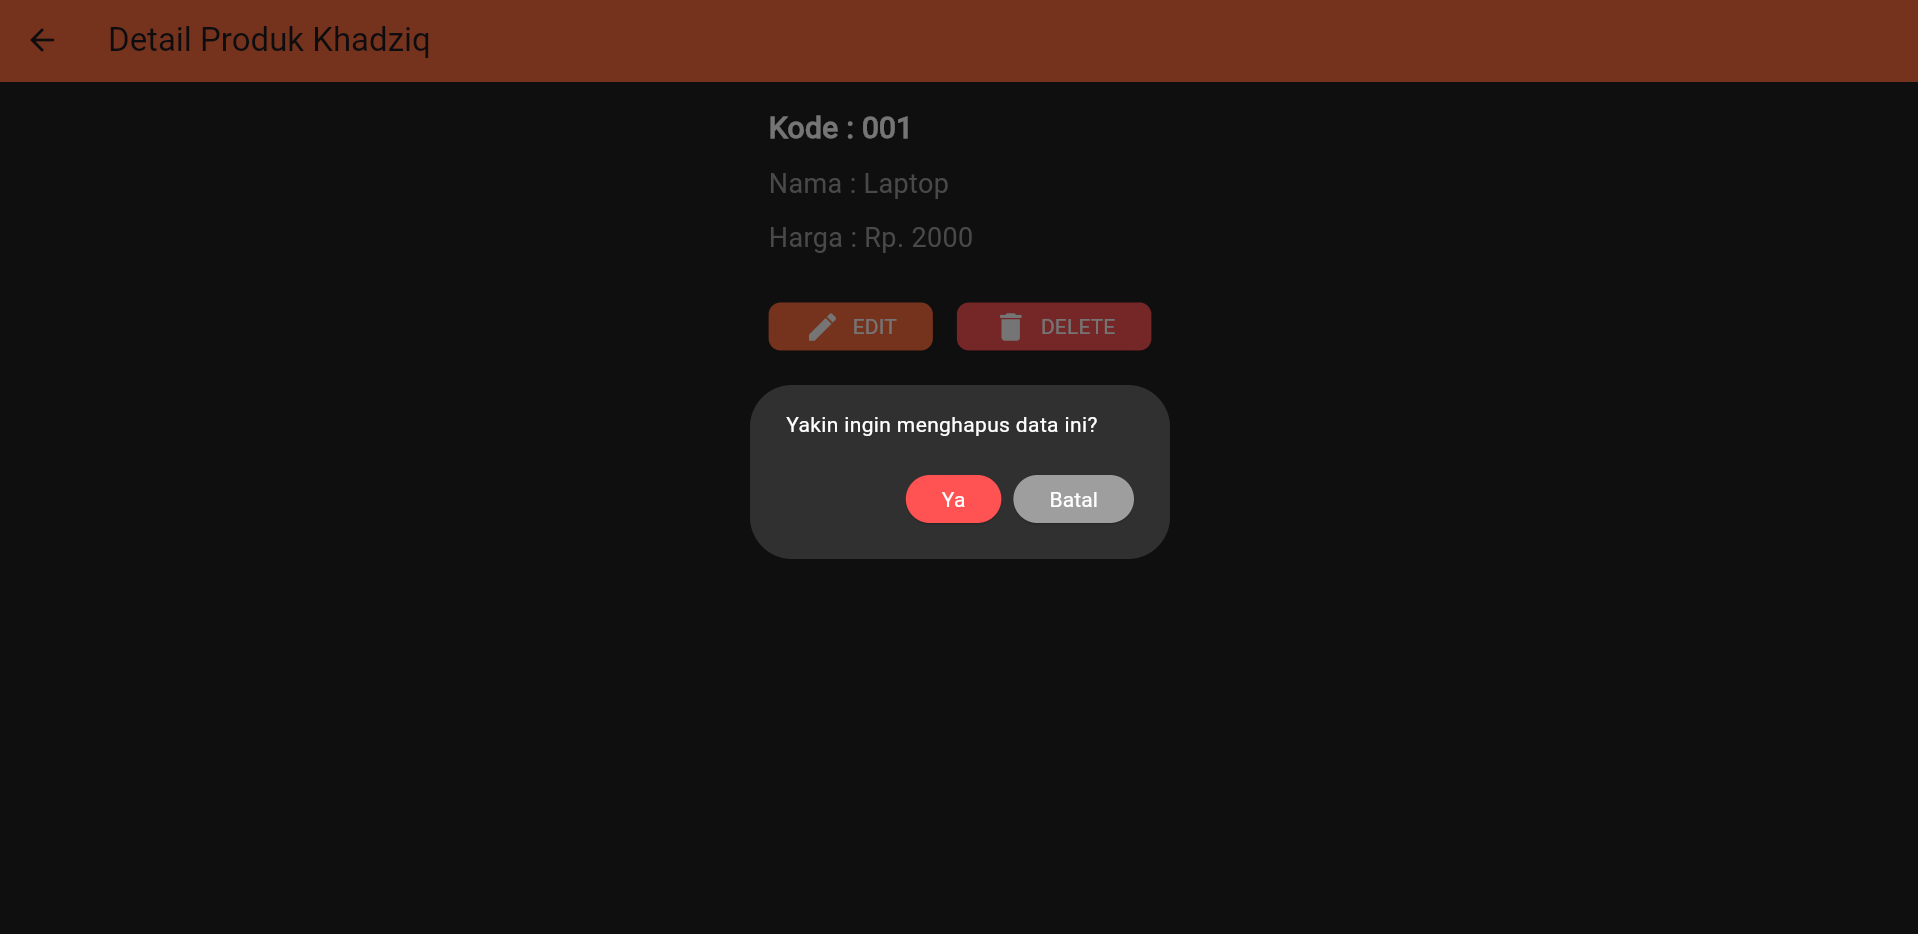 Detail Produk Khadziq
Kode : 001
Nama : Laptop
Harga : Rp. 2000
EDIT DELETE
Yakin ingin menghapus data ini?
Ya Batal